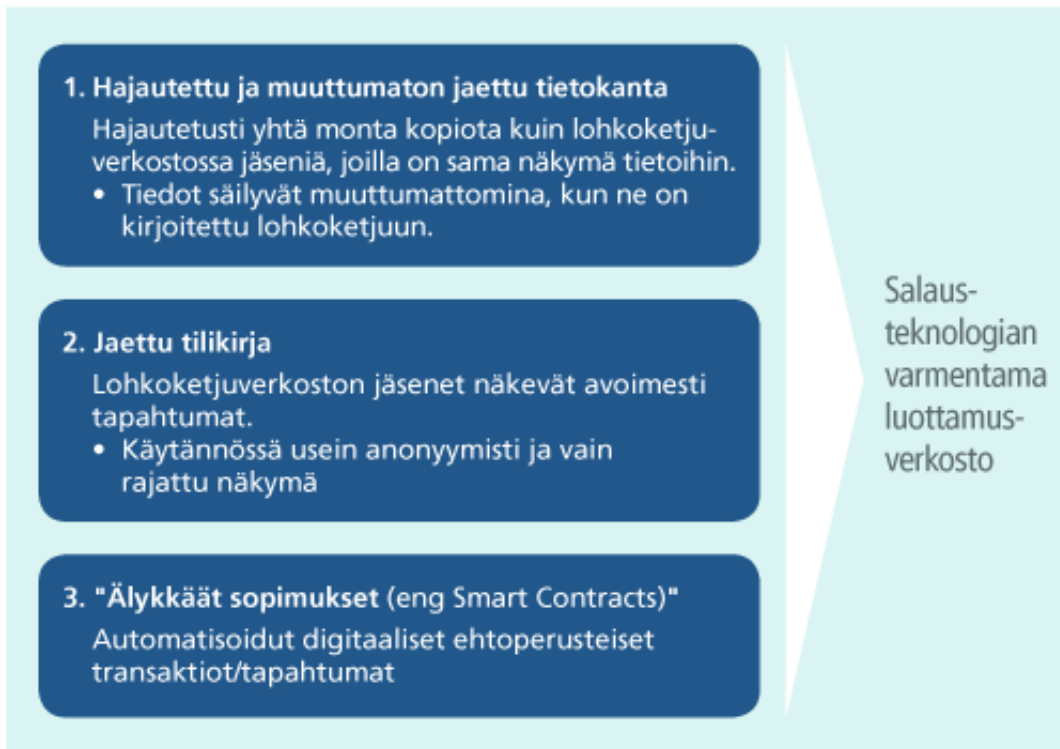 1. Hajautettu ja muuttumaton jaettu tietokanta
Hajautetusti yhtä monta kopiota kuin lohkoketju-
verkostossa jäseniä, joilla on sama näkymä tietoihin.
• Tiedot säilyvät muuttumattomina, kun ne on
kirjoitettu lohkoketjuun.
2. Jaettu tilikirja
Lohkoketjuverkoston jäsenet näkevät avoimesti
tapahtumat.
• Käytännössä usein anonyymisti ja vain
rajattu näkymä
3. "Älykkäät sopimukset (eng Smart Contracts)"
Automatisoidut digitaaliset ehtoperusteiset
transaktiot/tapahtumat
Salaus-
teknologian
varmentama
luottamus-
verkosto